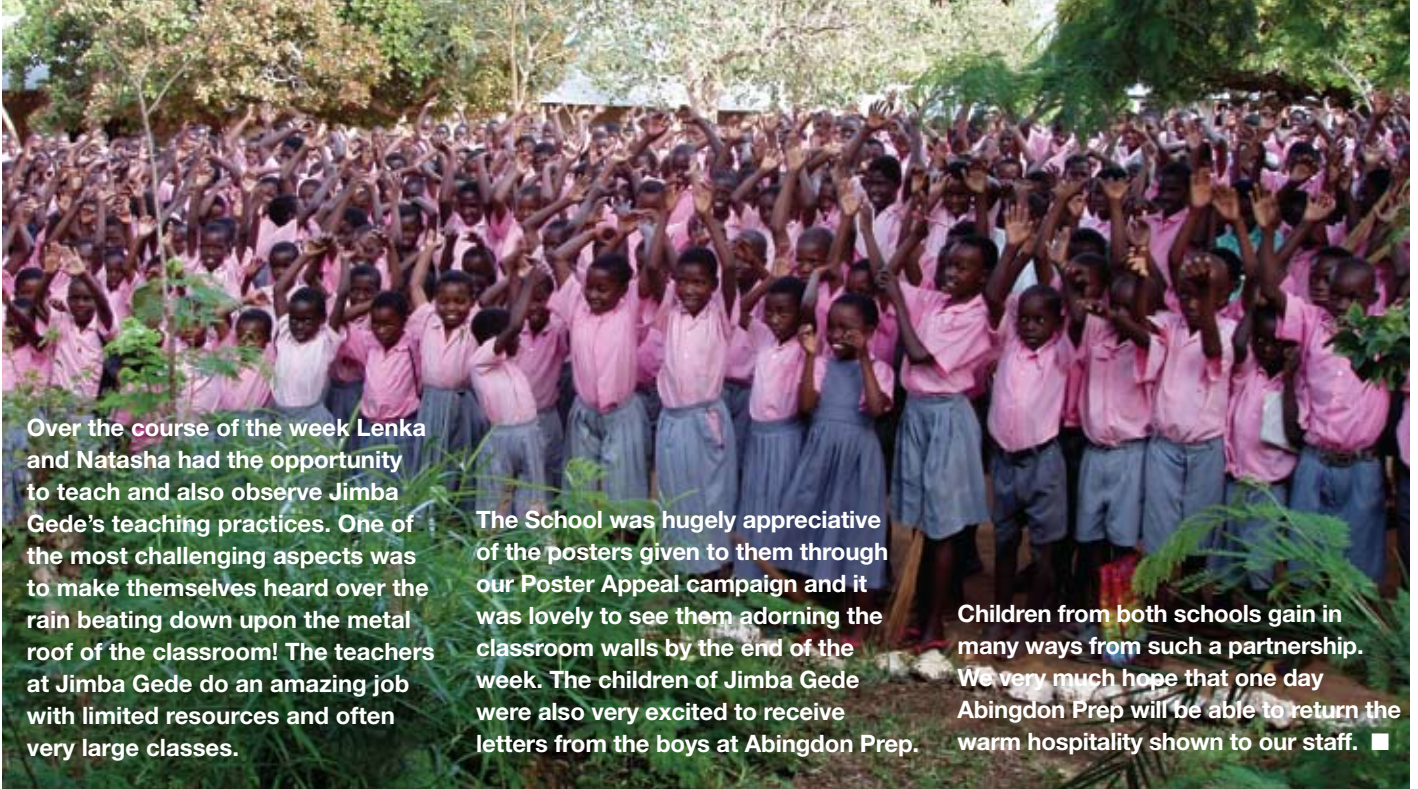 Over the course of the week Lenka
and Natasha had the opportunity
to teach and also observe Jimba
Gede’s teaching practices. One of
the most challenging aspects was
to make themselves heard over the
rain beating down upon the metal
roof of the classroom! The teachers
at Jimba Gede do an amazing job
with limited resources and often
very large classes.
The School was hugely appreciative
of the posters given to them through
our Poster Appeal campaign and it
was lovely to see them adorning the
classroom walls by the end of the
week. The children of Jimba Gede
were also very excited to receive
letters from the boys at Abingdon Prep.
Children from both schools gain in
many ways from such a partnership.
We very much hope that one day
Abingdon Prep will be able to return the
warm hospitality shown to our staff. ■